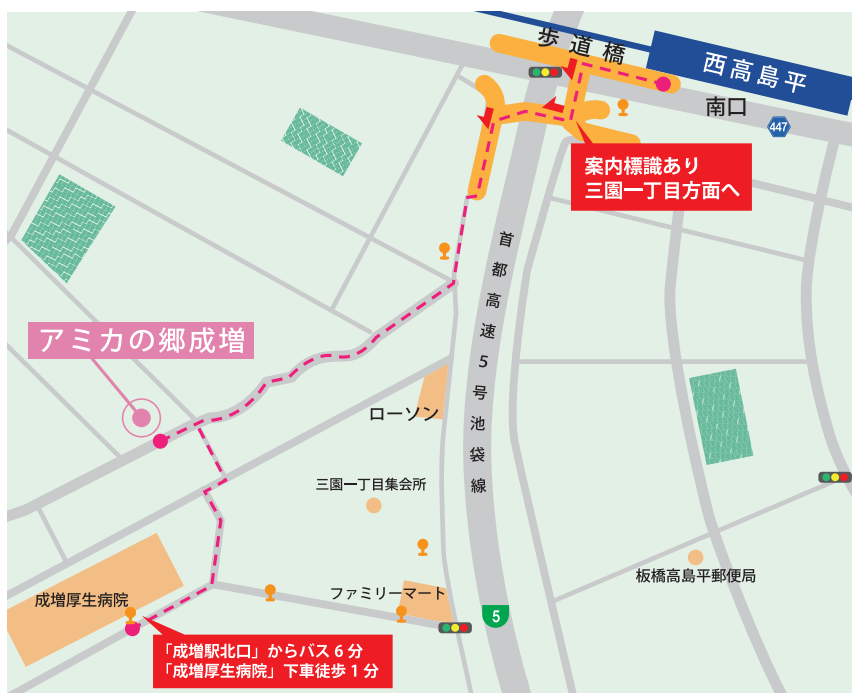 歩道橋
西高島平
南口
447
案内標識あり
三園一丁目方面へ
首都高速5号池袋線
アミカの郷成増
ローソン
三園一丁目集会所
板橋高島平郵便局
ファミリーマート
成増厚生病院
5
「成増駅北口」からバス6分
「成増厚生病院」下車徒歩1分